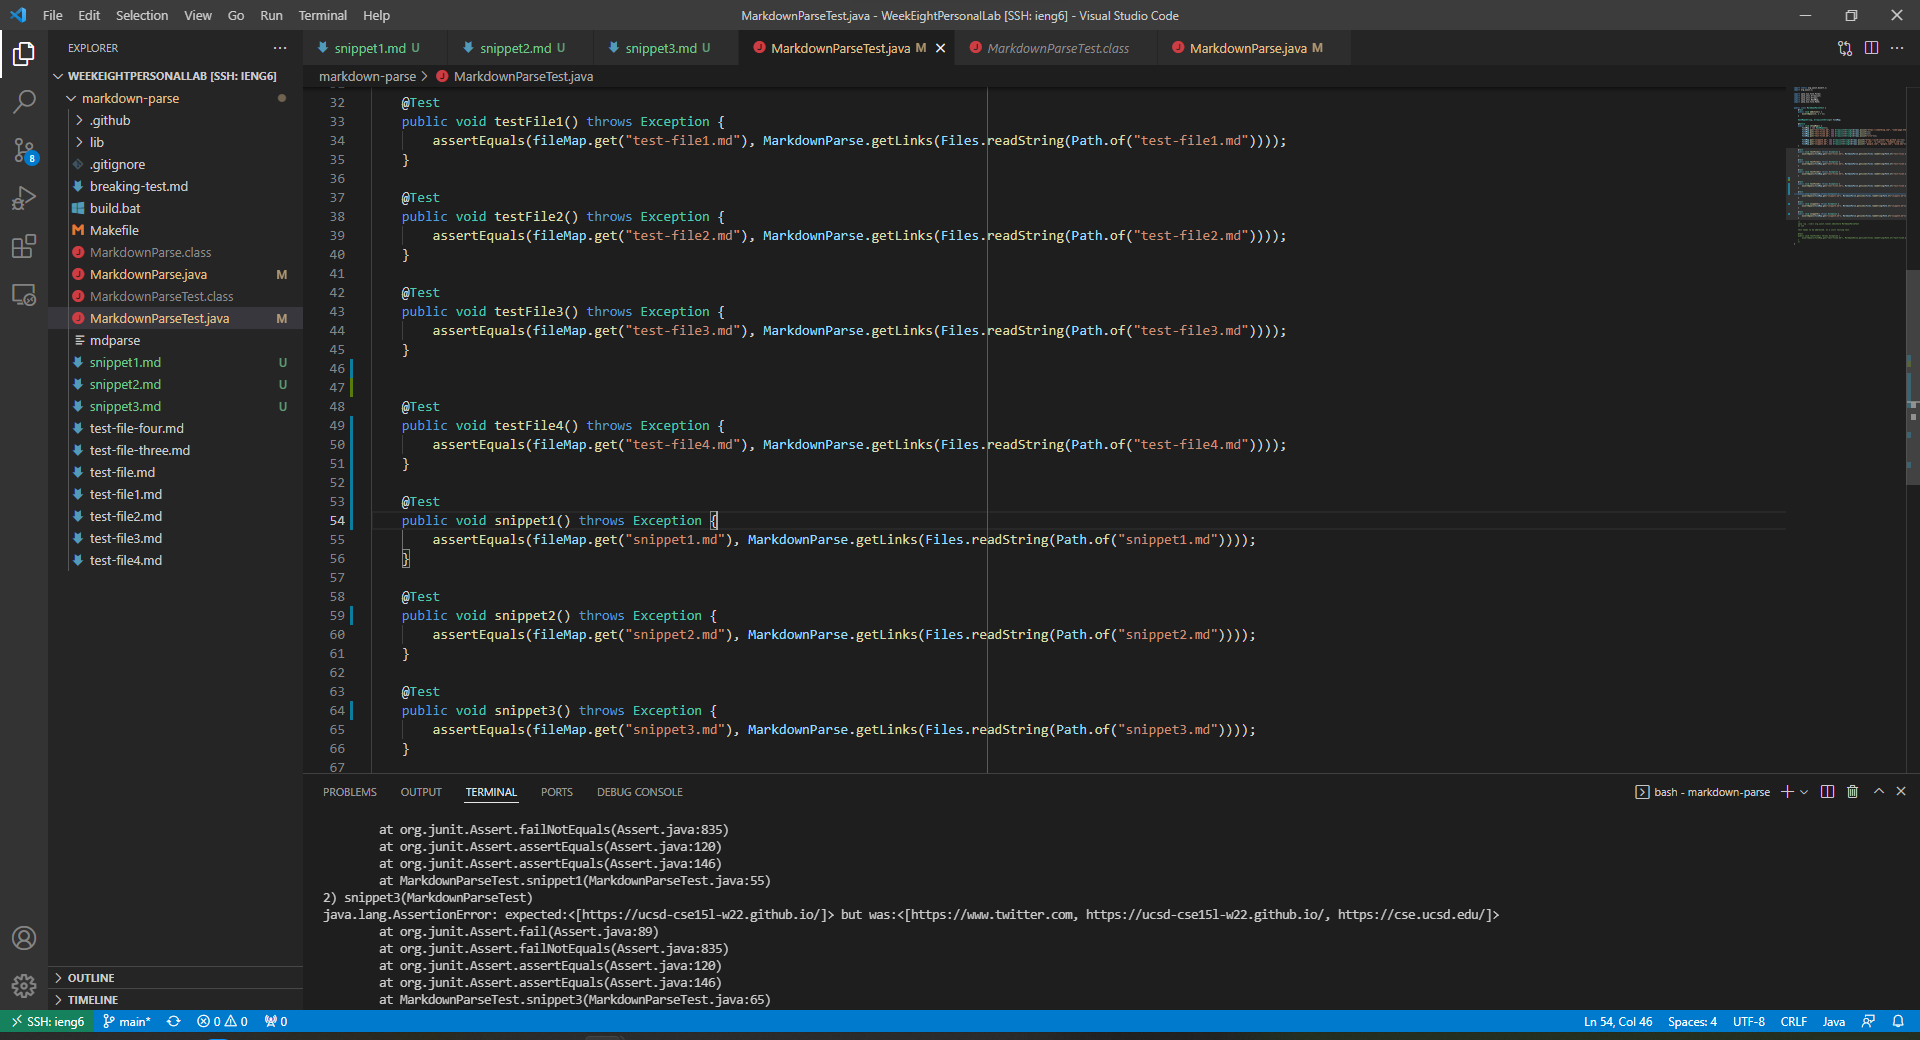 File Edit Selection View Go Run Terminal Help
MarkdownParseTest.java - WeekEightPersonalLab [SSH: ieng6] - Visual Studio Code
EXPLORER
WEEKEIGHTPERSONALLAB [SSH: IENG6]
markdown-parse
.github
lib
.gitignore
breaking-test.md
build.bat
Makefile
MarkdownParse.class
MarkdownParse.java M
MarkdownParseTest.class
MarkdownParseTest.java M
mdparse
snippet1.md U
snippet2.md U
snippet3.md U
test-file-four.md
test-file-three.md
test-file.md
test-file1.md
test-file2.md
test-file3.md
test-file4.md
OUTLINE
TIMELINE
8
snippet1.md U snippet2.md U snippet3.md U MarkdownParseTest.java M MarkdownParseTest.class MarkdownParse.java M
markdown-parse > MarkdownParseTest.java
32 @Test
33 public void testFile1() throws Exception {
34 assertEquals(fileMap.get("test-file1.md"), MarkdownParse.getLinks(Files.readString(Path.of("test-file1.md"))));
35 }
36
37 @Test
38 public void testFile2() throws Exception {
39 assertEquals(fileMap.get("test-file2.md"), MarkdownParse.getLinks(Files.readString(Path.of("test-file2.md"))));
40 }
41
42 @Test
43 public void testFile3() throws Exception {
44 assertEquals(fileMap.get("test-file3.md"), MarkdownParse.getLinks(Files.readString(Path.of("test-file3.md"))));
45 }
46
47
48 @Test
49 public void testFile4() throws Exception {
50 assertEquals(fileMap.get("test-file4.md"), MarkdownParse.getLinks(Files.readString(Path.of("test-file4.md"))));
51 }
52
53 @Test
54 public void snippet1() throws Exception {
55 assertEquals(fileMap.get("snippet1.md"), MarkdownParse.getLinks(Files.readString(Path.of("snippet1.md"))));
56 }
57
58 @Test
59 public void snippet2() throws Exception {
60 assertEquals(fileMap.get("snippet2.md"), MarkdownParse.getLinks(Files.readString(Path.of("snippet2.md"))));
61 }
62
63 @Test
64 public void snippet3() throws Exception {
65 assertEquals(fileMap.get("snippet3.md"), MarkdownParse.getLinks(Files.readString(Path.of("snippet3.md"))));
66 }
67
PROBLEMS OUTPUT TERMINAL PORTS DEBUG CONSOLE
bash - markdown-parse
at org.junit.Assert.failNotEquals(Assert.java:835)
at org.junit.Assert.assertEquals(Assert.java:120)
at org.junit.Assert.assertEquals(Assert.java:146)
at MarkdownParseTest.snippet1(MarkdownParseTest.java:55)
2) snippet3(MarkdownParseTest)
java.lang.AssertionError: expected:<[https://ucsd-cse15l-w22.github.io/]> but was:<[https://www.twitter.com, https://ucsd-cse15l-w22.github.io/, https://cse.ucsd.edu/]>
at org.junit.Assert.fail(Assert.java:89)
at org.junit.Assert.failNotEquals(Assert.java:835)
at org.junit.Assert.assertEquals(Assert.java:120)
at org.junit.Assert.assertEquals(Assert.java:146)
at MarkdownParseTest.snippet3(MarkdownParseTest.java:65)
SSH: ieng6 main* 0 0 0
Ln 54, Col 46 Spaces: 4 UTF-8 CRLF Java